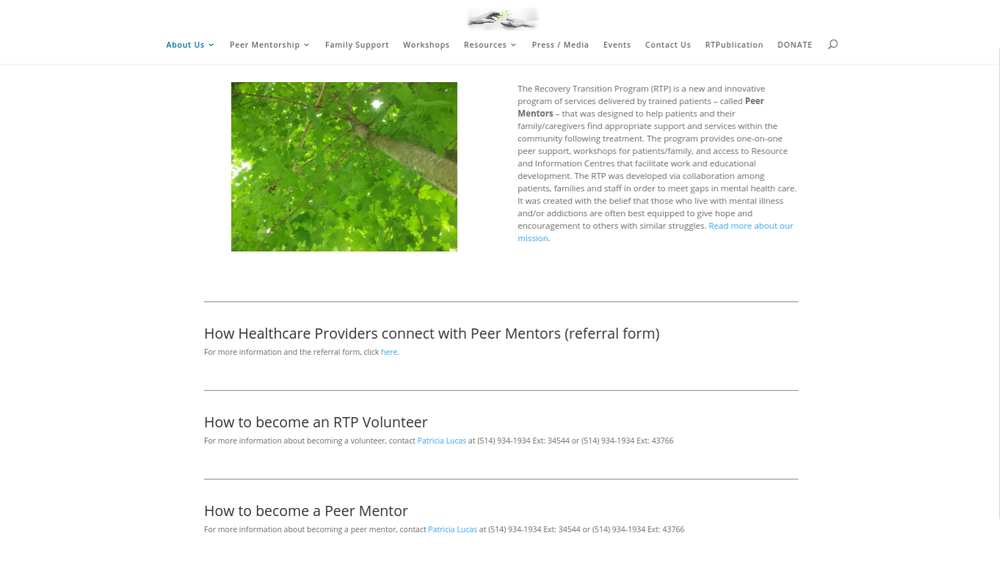 About Us
Peer Mentorship
Family Support
Workshops
Resources
Press / Media
Events
Contact Us
RTPublication
DONATE
The Recovery Transition Program (RTP) is a new and innovative
program of services delivered by trained patients – called Peer
Mentors – that was designed to help patients and their
family/caregivers find appropriate support and services within the
community following treatment. The program provides one-on-one
peer support, workshops for patients/family, and access to Resource
and Information Centres that facilitate work and educational
development. The RTP was developed via collaboration among
patients, families and staff in order to meet gaps in mental health care.
It was created with the belief that those who live with mental illness
and/or addictions are often best equipped to give hope and
encouragement to others with similar struggles. Read more about our
mission.
How Healthcare Providers connect with Peer Mentors (referral form)
For more information and the referral form, click here.
How to become an RTP Volunteer
For more information about becoming a volunteer, contact Patricia Lucas at (514) 934-1934 Ext: 34544 or (514) 934-1934 Ext: 43766
How to become a Peer Mentor
For more information about becoming a peer mentor, contact Patricia Lucas at (514) 934-1934 Ext: 34544 or (514) 934-1934 Ext: 43766